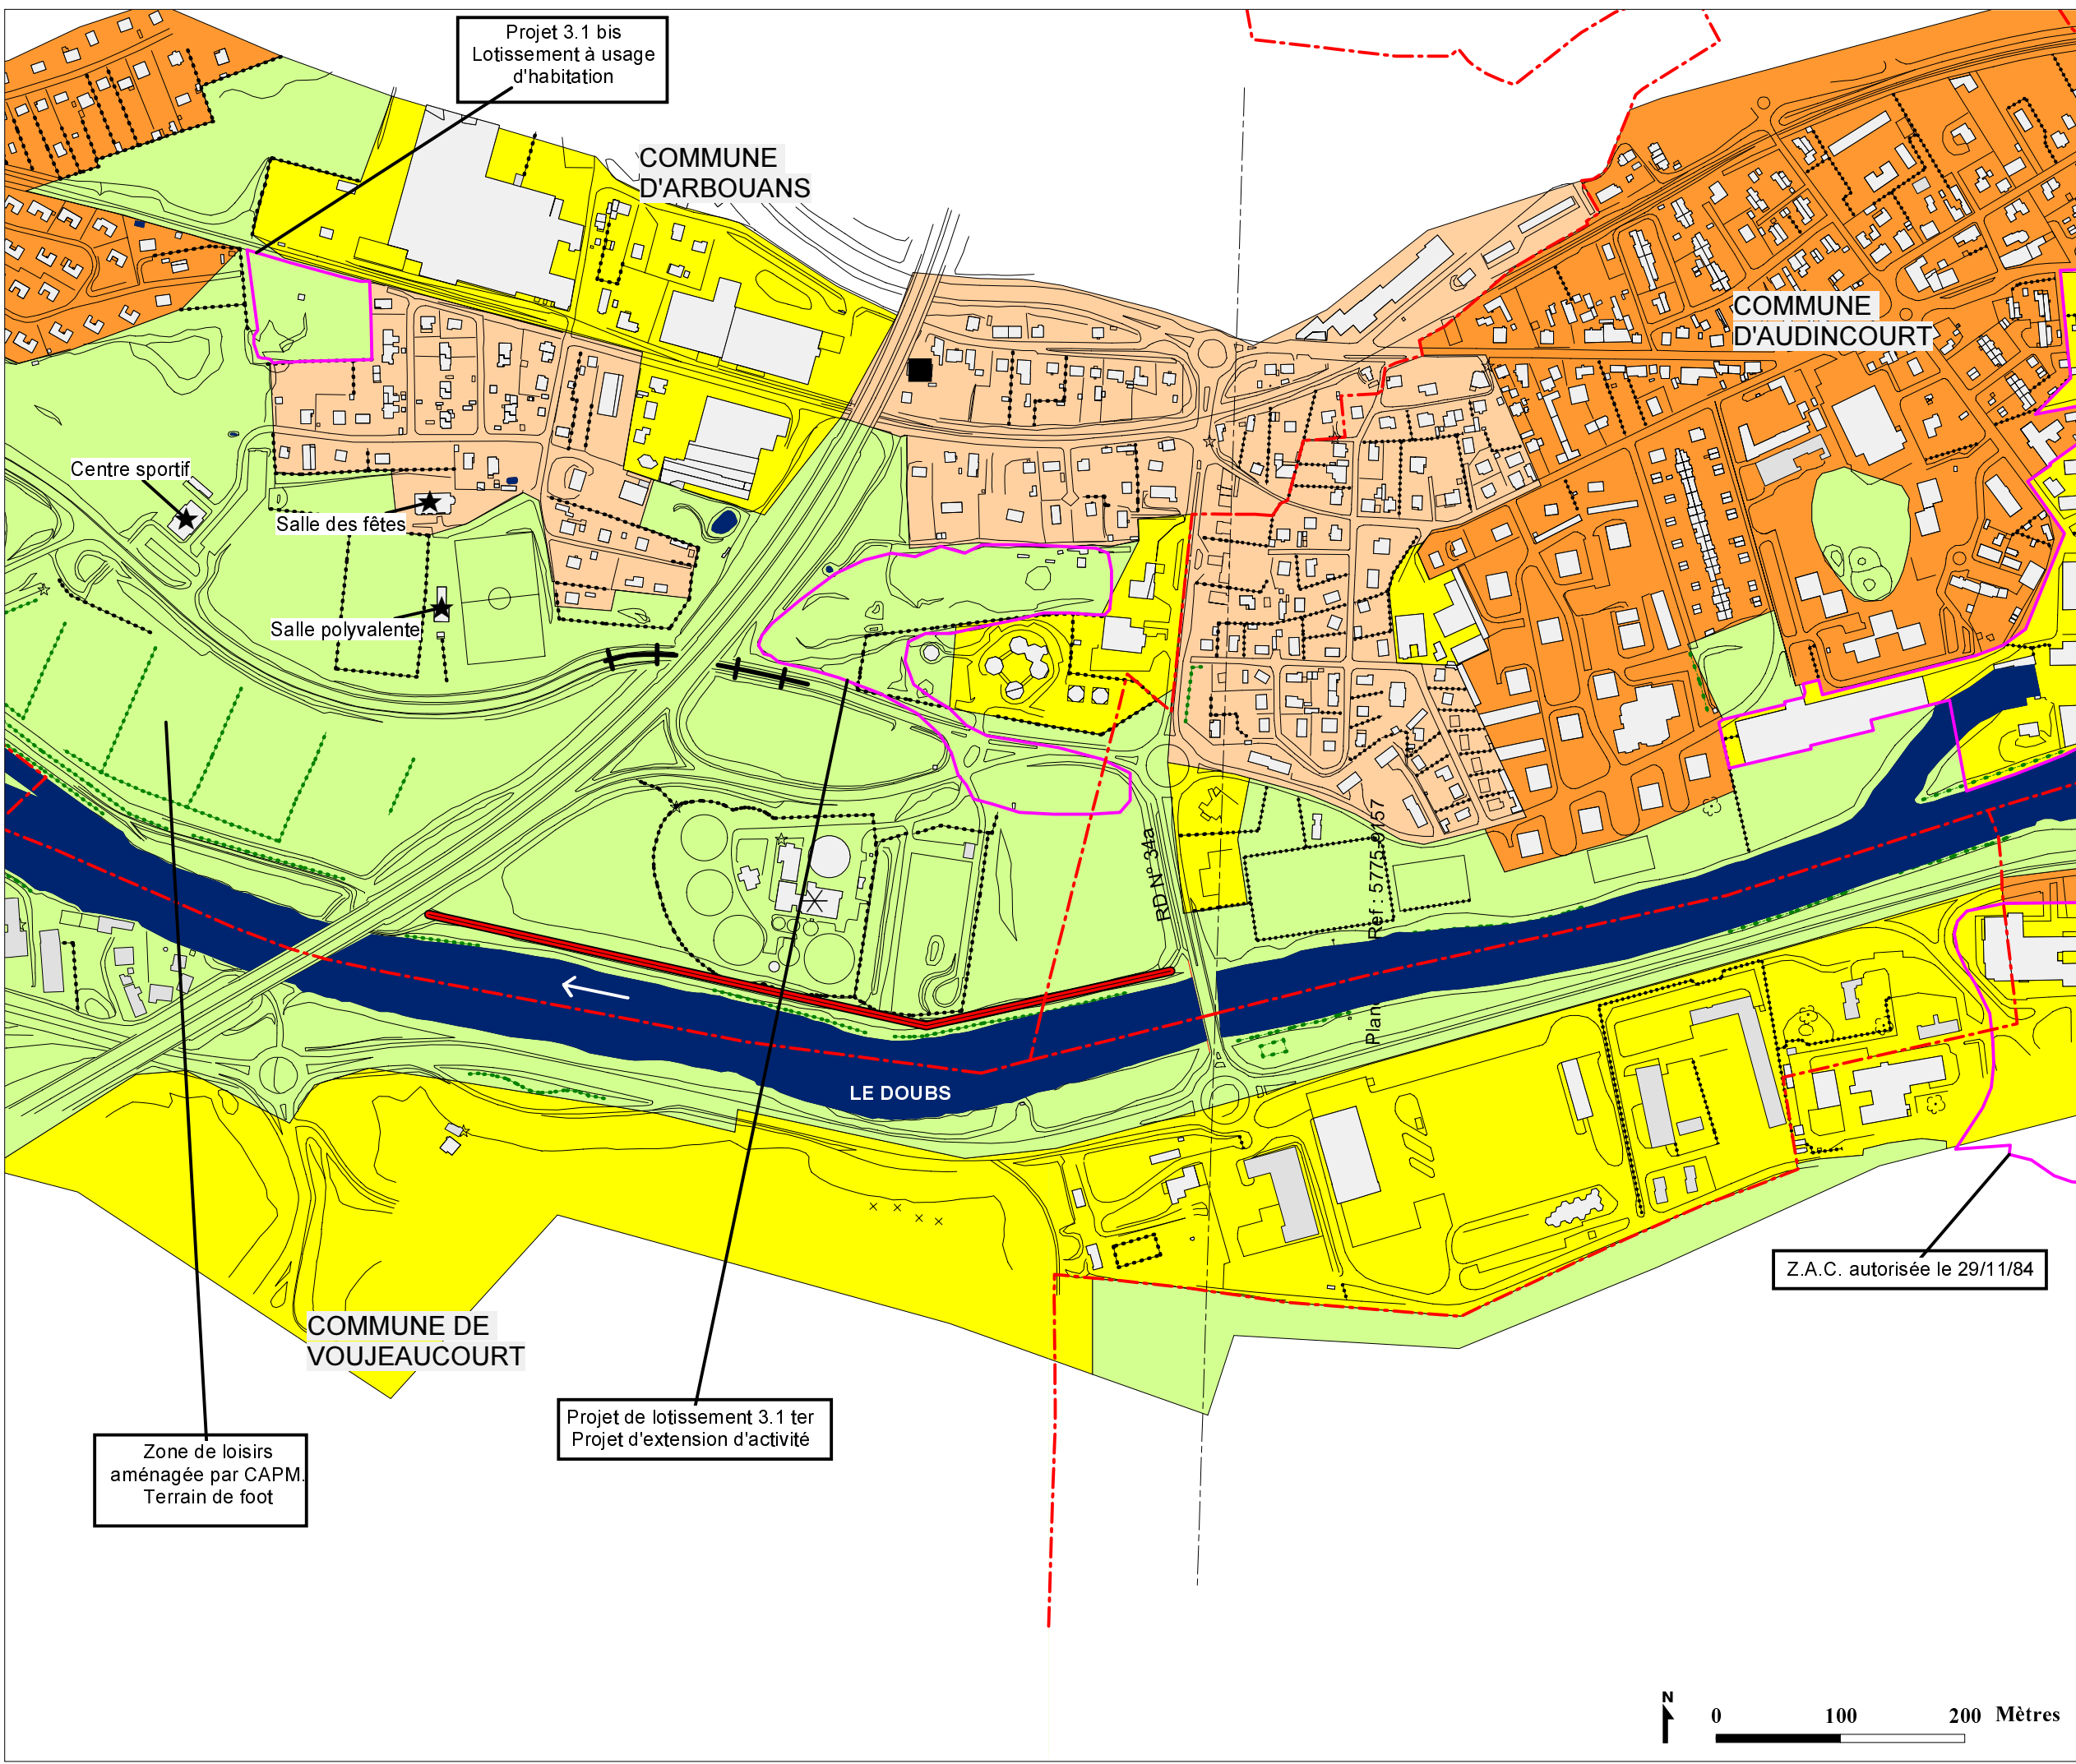 Projet 3.1 bis
Lotissement à usage
d'habitation
COMMUNE
D'ARBOUANS
COMMUNE
D'AUDINCOURT
Centre sportif
Salle des fêtes
Salle polyvalente
RD N° 34a
Réf : 5775-9157
Plan
LE DOUBS
Z.A.C. autorisée le 29/11/84
COMMUNE DE
VOUJEAUCOURT
Projet de lotissement 3.1 ter
Projet d'extension d'activité
Zone de loisirs
aménagée par CAPM.
Terrain de foot
N
0 100 200 Mètres